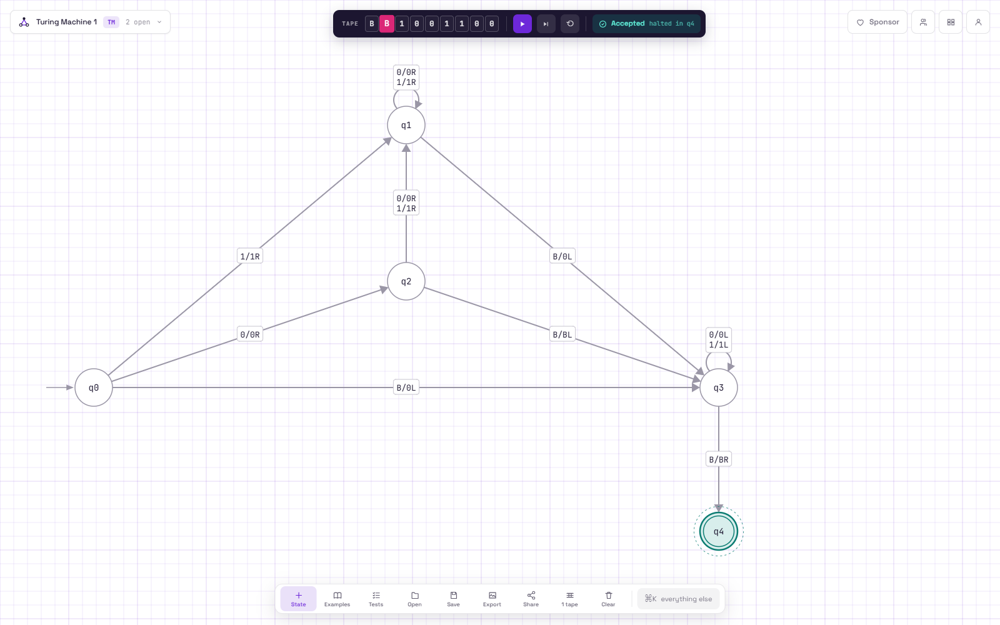 Turing Machine 1 TM 2 open
TAPE B B 1 0 0 1 1 0 0 Accepted halted in q4
Sponsor
0/0R
1/1R
q1
0/0R
1/1R
1/1R
B/0L
q2
0/0R
B/BL
0/0L
1/1L
q0
B/0L
q3
B/BR
q4
State
Examples
Tests
Open
Save
Export
Share
1 tape
Clear
⌘K everything else